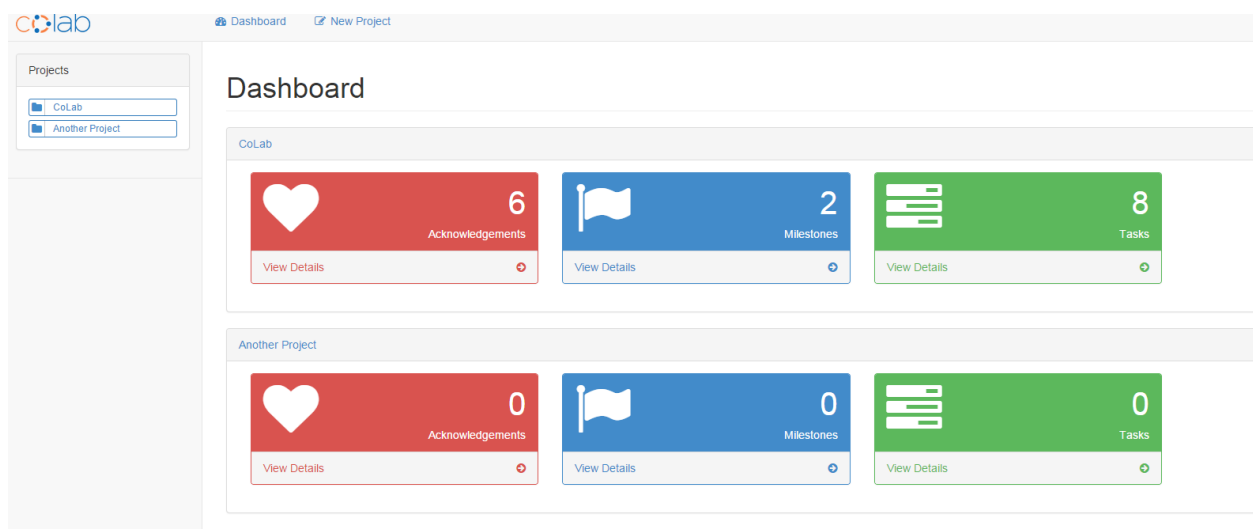 colab
Dashboard New Project
Projects
CoLab
Another Project
Dashboard
CoLab
6
Acknowledgements
View Details
2
Milestones
View Details
8
Tasks
View Details
Another Project
0
Acknowledgements
View Details
0
Milestones
View Details
0
Tasks
View Details